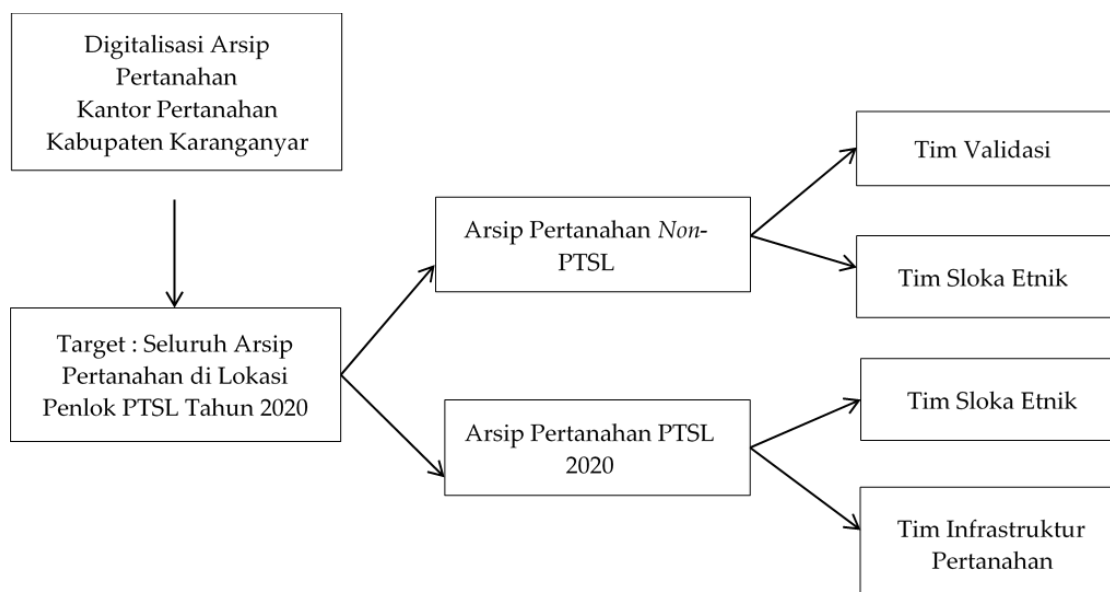 Digitalisasi Arsip
Pertanahan
Kantor Pertanahan
Kabupaten Karanganyar
Target : Seluruh Arsip
Pertanahan di Lokasi
Penlok PTSL Tahun 2020
Arsip Pertanahan Non-
PTSL
Arsip Pertanahan PTSL
2020
Tim Validasi
Tim Sloka Etnik
Tim Sloka Etnik
Tim Infrastruktur
Pertanahan